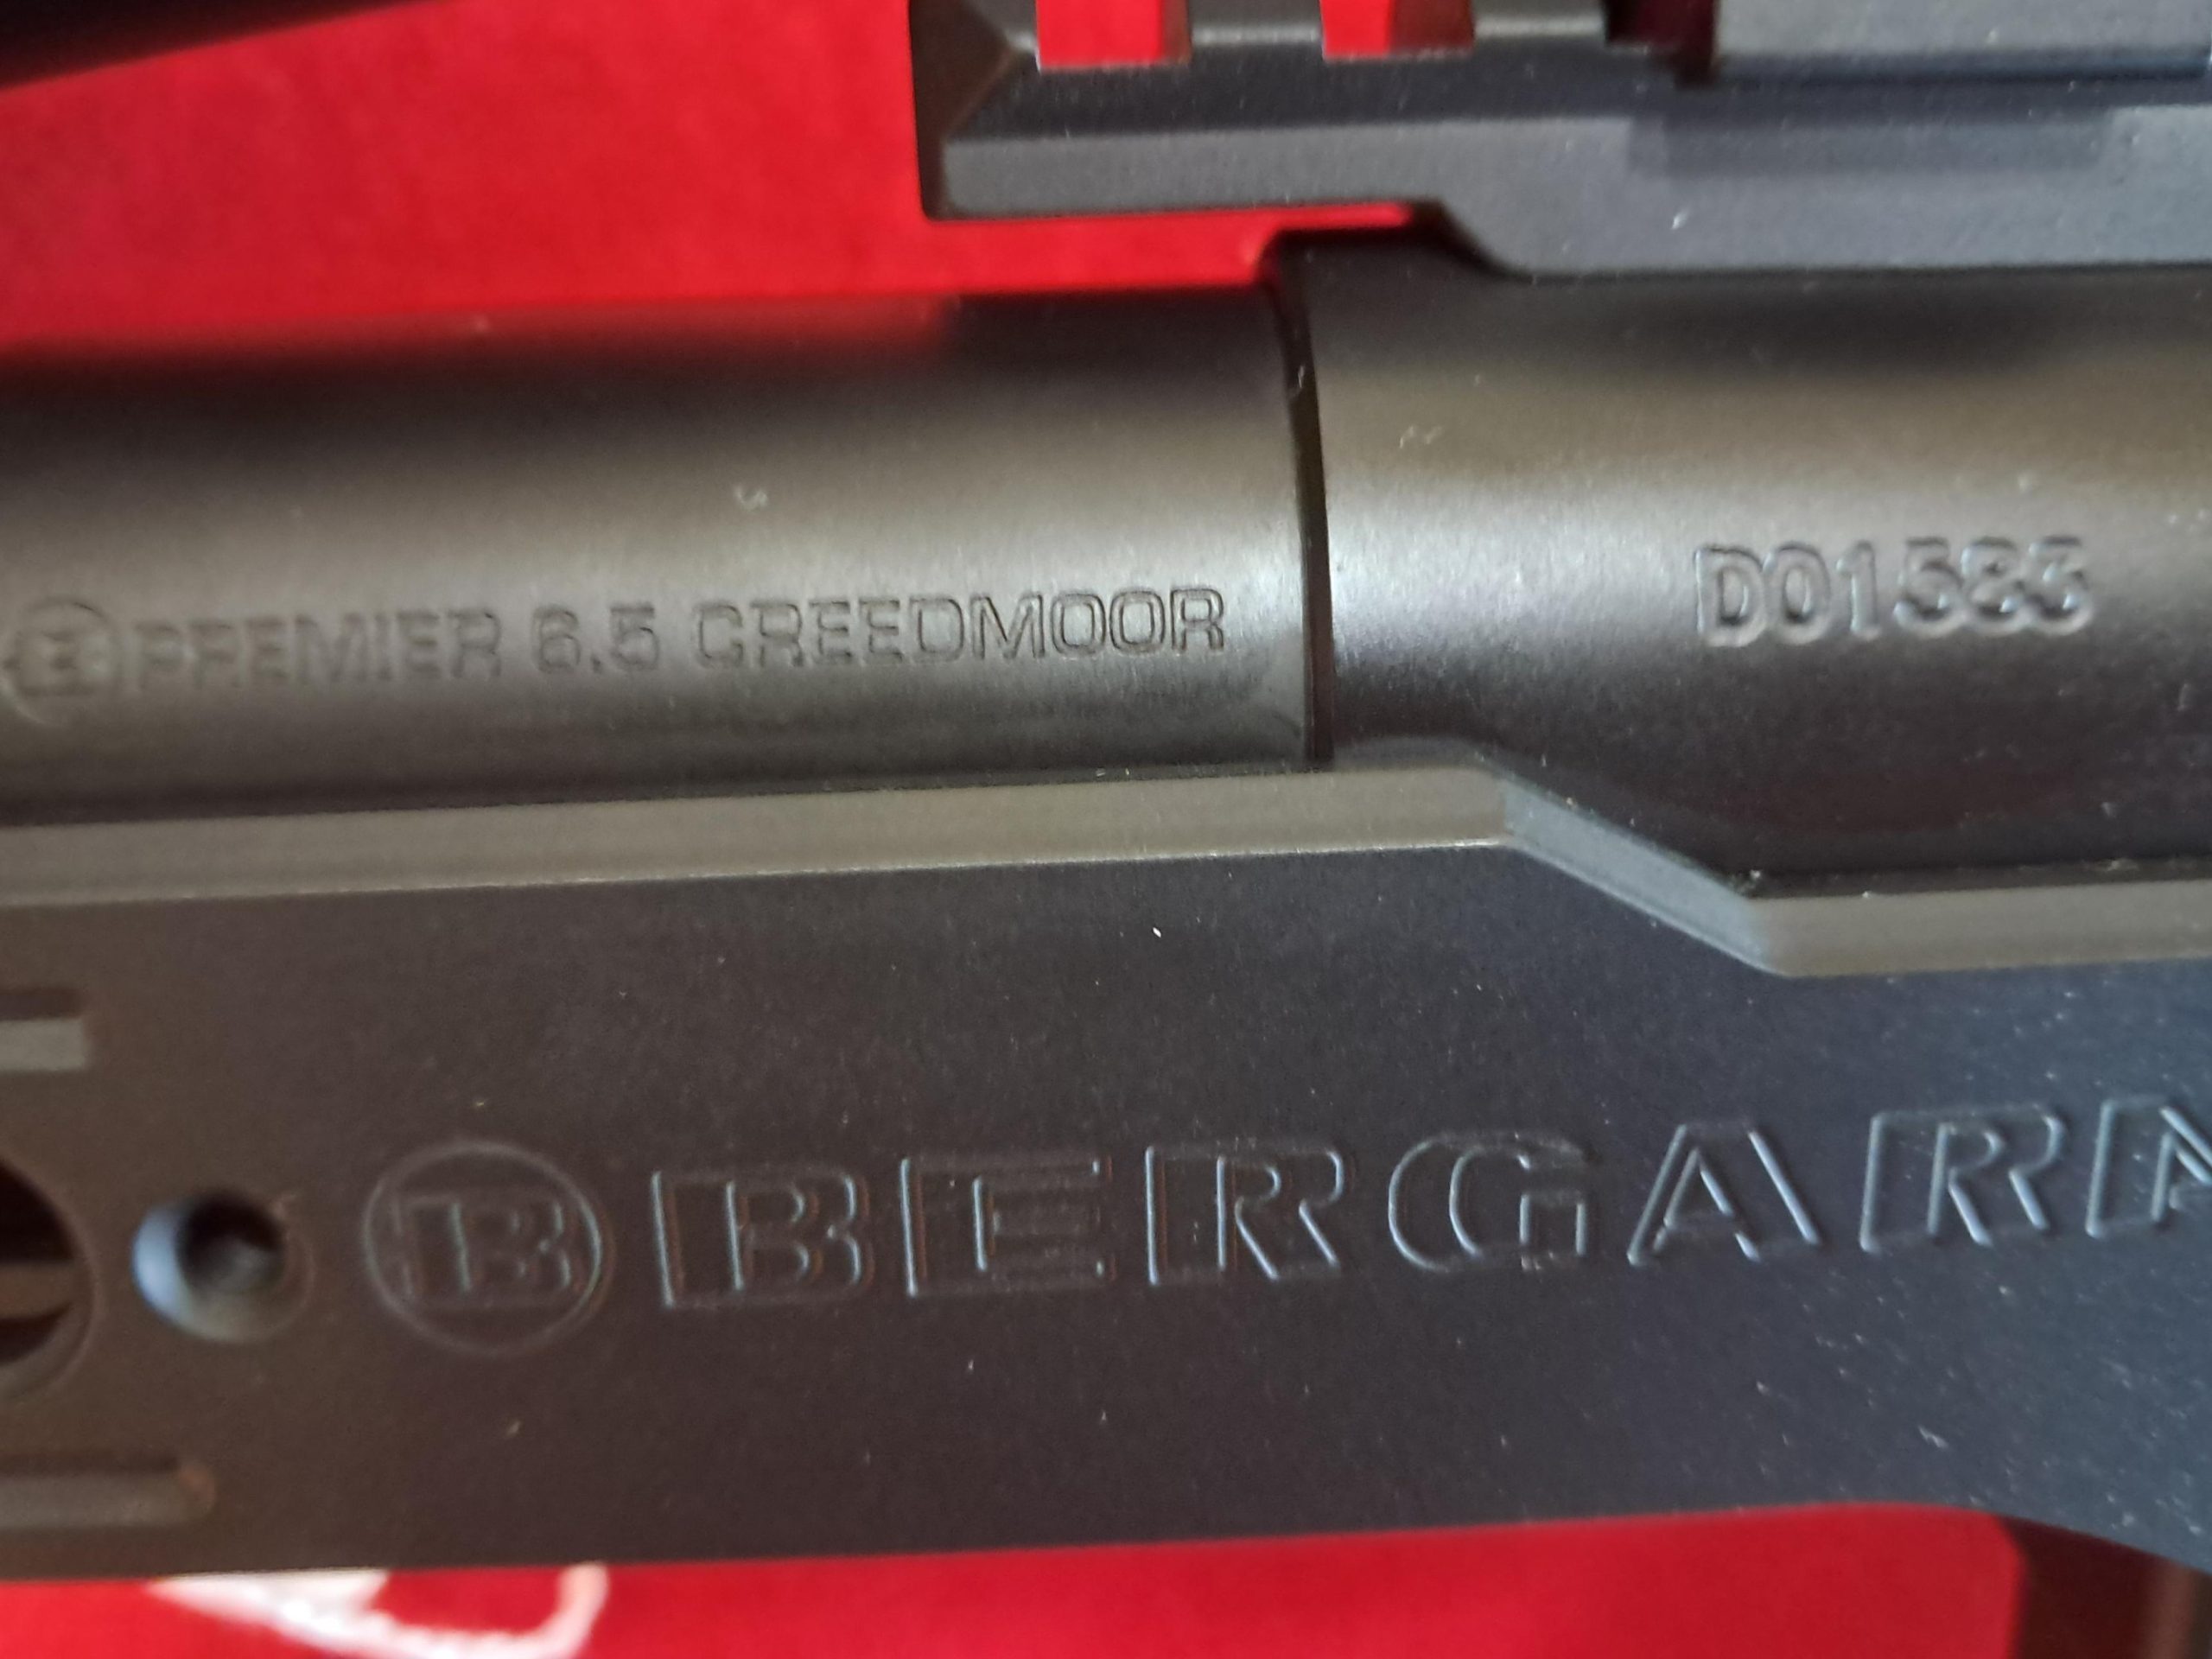 B PREMIER 6.5 CREEDMOOR
D01583
B BERGARA